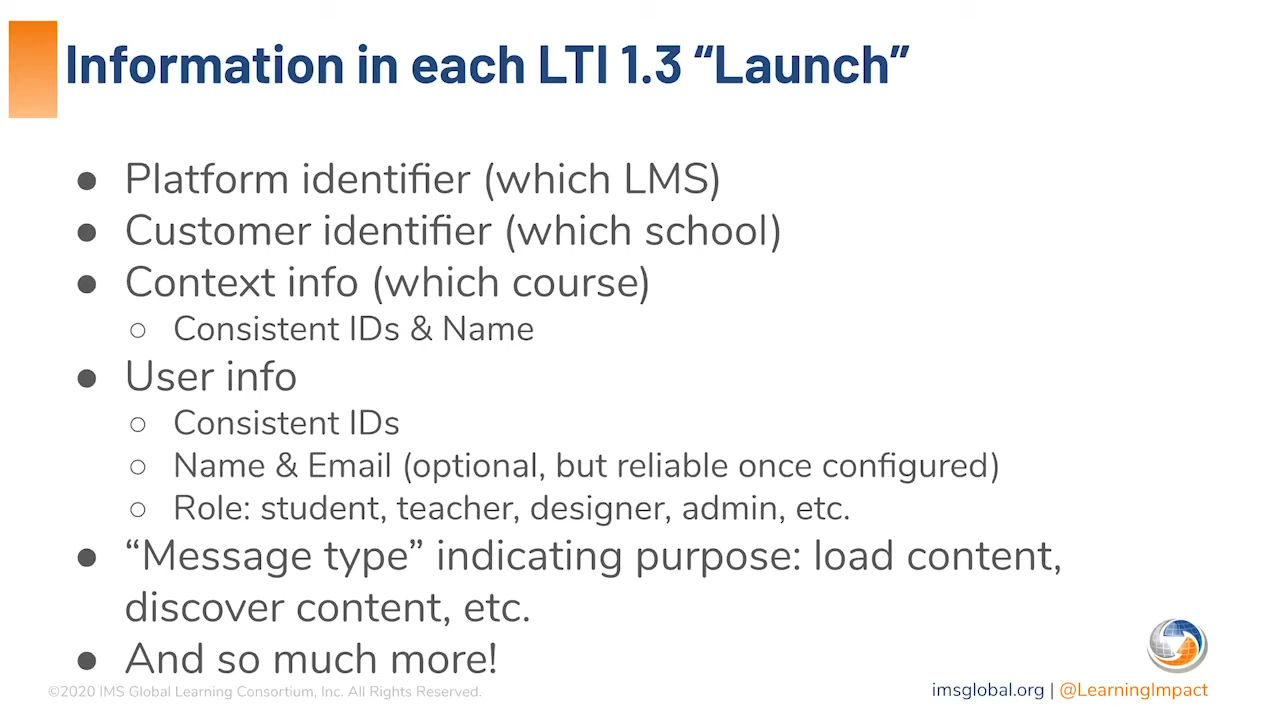 Information in each LTI 1.3 “Launch”
● Platform identifier (which LMS)
● Customer identifier (which school)
● Context info (which course)
○ Consistent IDs & Name
● User info
○ Consistent IDs
○ Name & Email (optional, but reliable once configured)
○ Role: student, teacher, designer, admin, etc.
● “Message type” indicating purpose: load content,
discover content, etc.
● And so much more!
©2020 IMS Global Learning Consortium, Inc. All Rights Reserved.
imsglobal.org | @LearningImpact